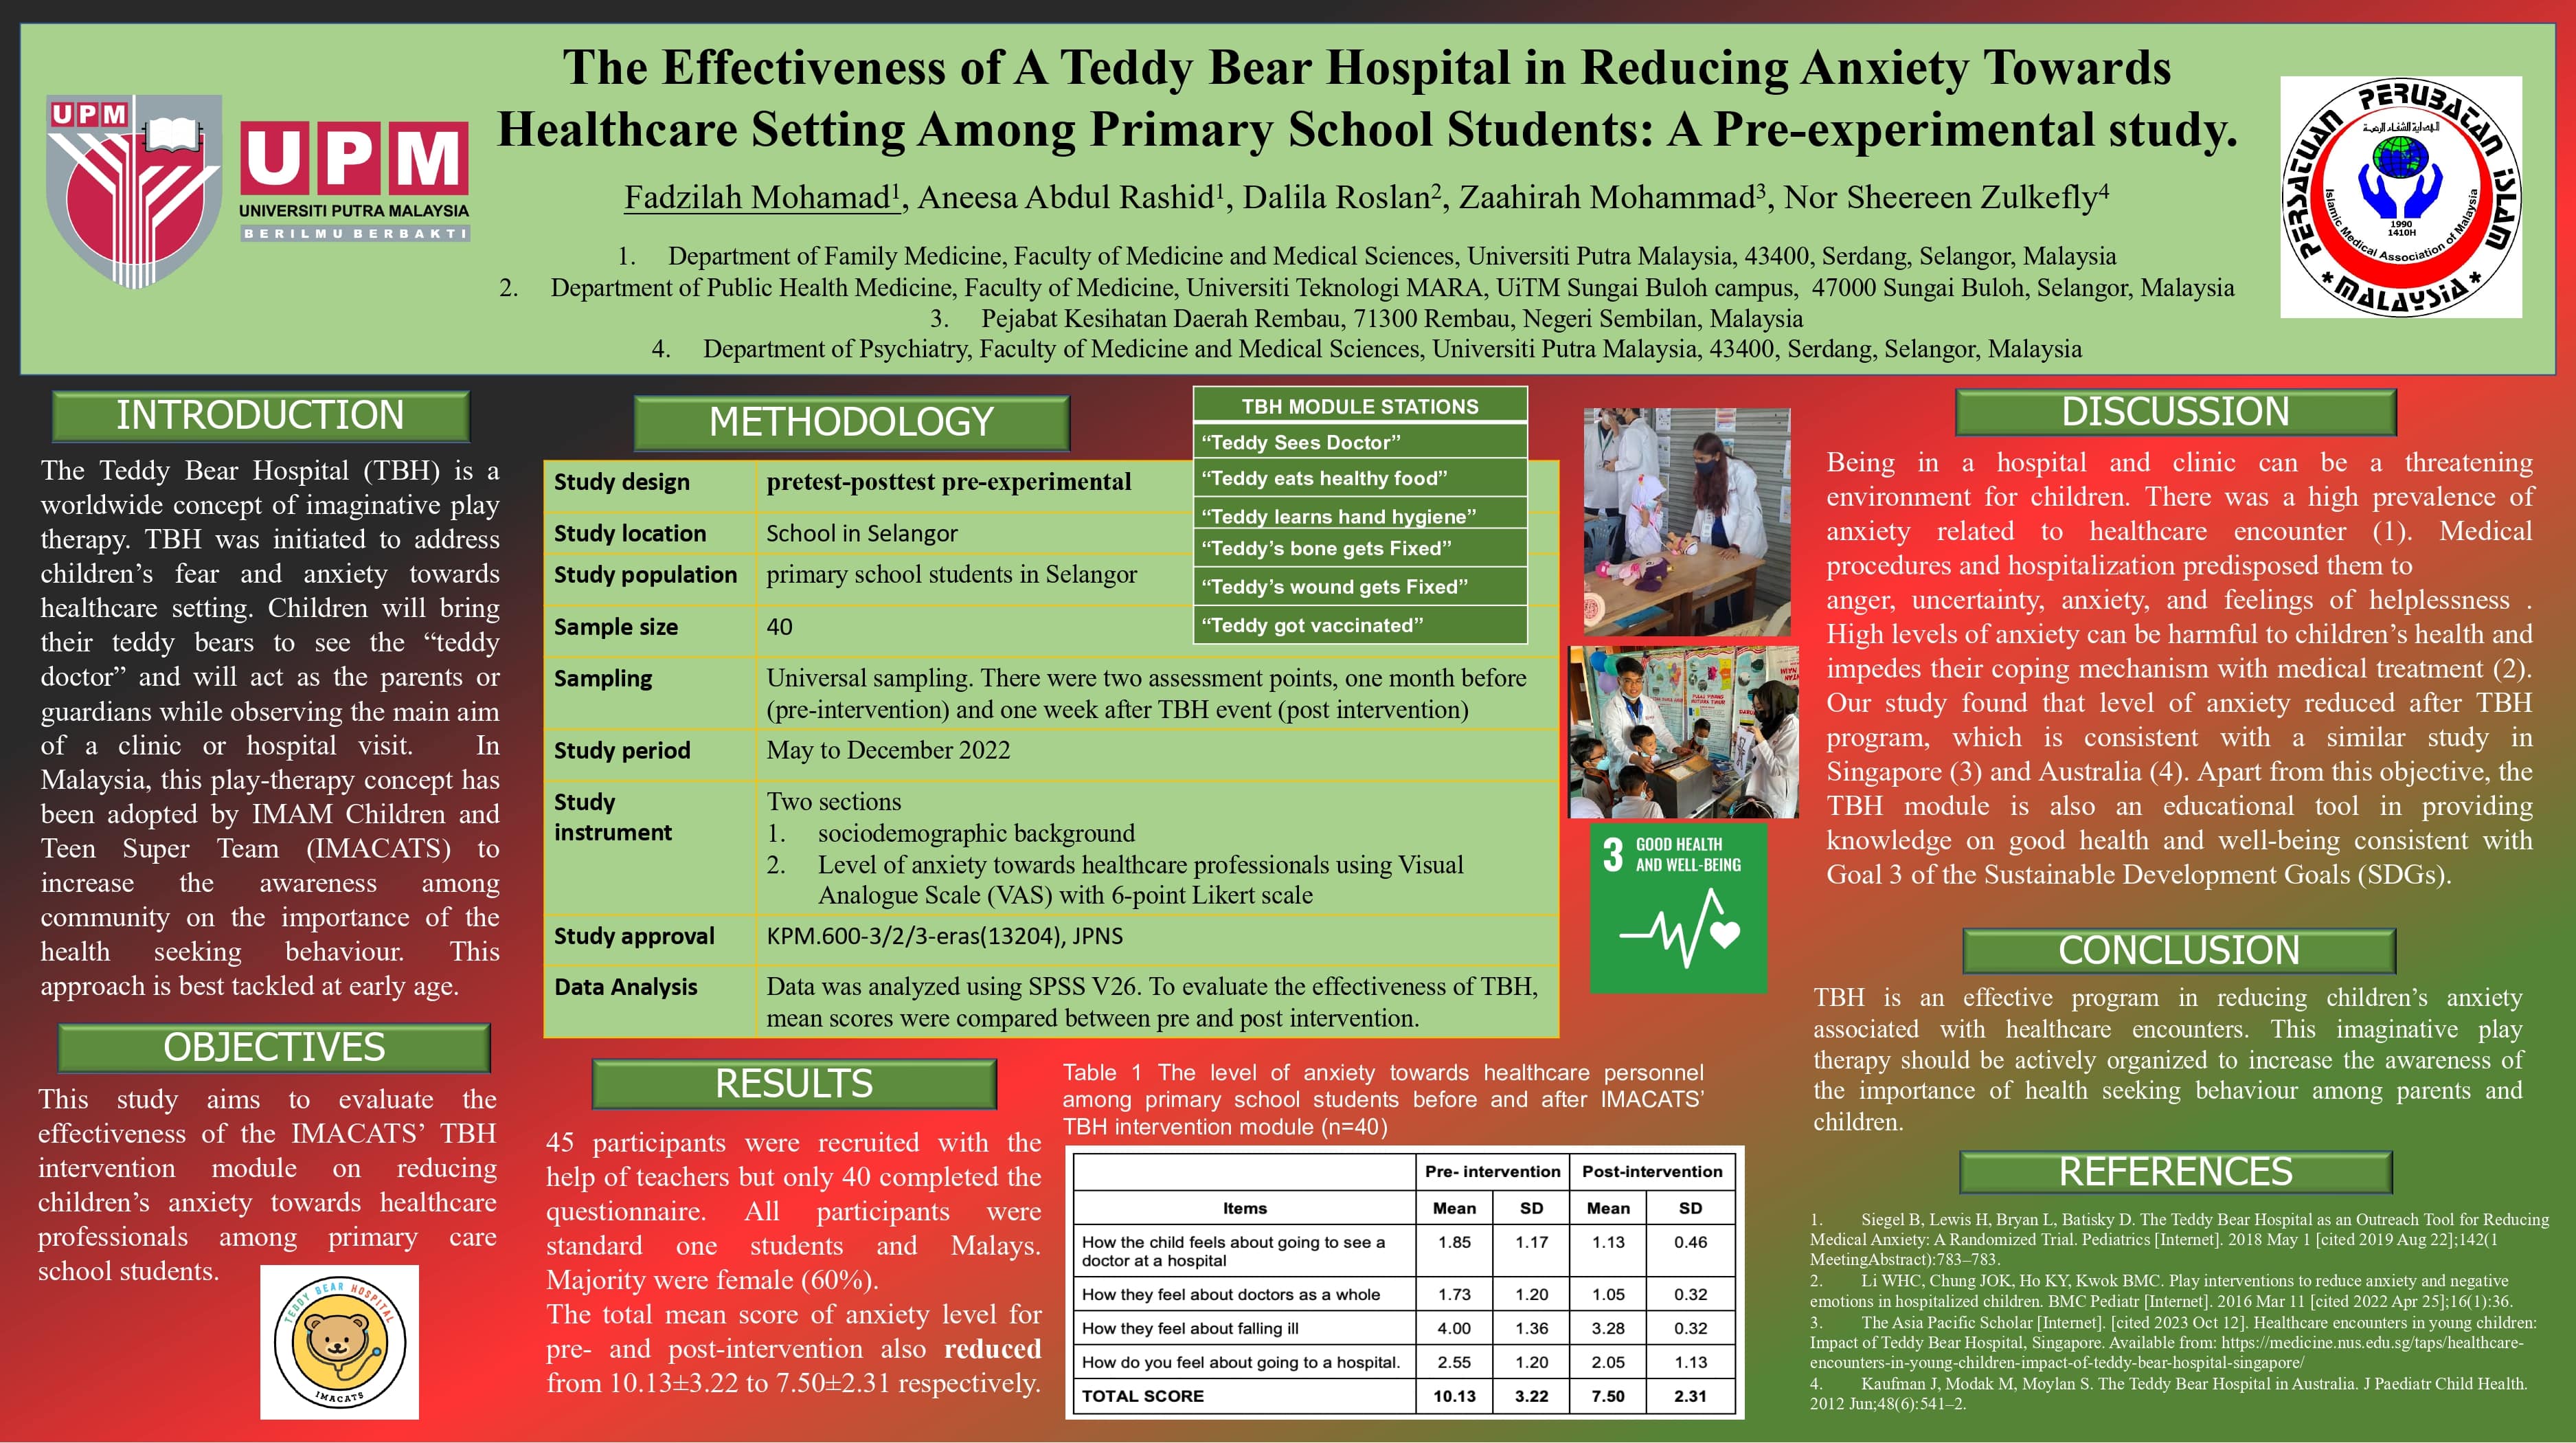 The Effectiveness of A Teddy Bear Hospital in Reducing Anxiety Towards
Healthcare Setting Among Primary School Students: A Pre-experimental study.
Fadzilah Mohamad1, Aneesa Abdul Rashid1, Dalila Roslan2, Zaahirah Mohammad3, Nor Sheereen Zulkefly4
1. Department of Family Medicine, Faculty of Medicine and Medical Sciences, Universiti Putra Malaysia, 43400, Serdang, Selangor, Malaysia
2. Department of Public Health Medicine, Faculty of Medicine, Universiti Teknologi MARA, UiTM Sungai Buloh campus, 47000 Sungai Buloh, Selangor, Malaysia
3. Pejabat Kesihatan Daerah Rembau, 71300 Rembau, Negeri Sembilan, Malaysia
4. Department of Psychiatry, Faculty of Medicine and Medical Sciences, Universiti Putra Malaysia, 43400, Serdang, Selangor, Malaysia
UPM
UPM
UNIVERSITI PUTRA MALAYSIA
BERILMU BERBAKTI
PERSATUAN PERUBATAN ISLAM
* MALAYSIA *
1990
1410H
Islamic Medical Association of Malaysia
INTRODUCTION
The Teddy Bear Hospital (TBH) is a
worldwide concept of imaginative play
therapy. TBH was initiated to address
children’s fear and anxiety towards
healthcare setting. Children will bring
their teddy bears to see the “teddy
doctor” and will act as the parents or
guardians while observing the main aim
of a clinic or hospital visit. In
Malaysia, this play-therapy concept has
been adopted by IMAM Children and
Teen Super Team (IMACATS) to
increase the awareness among
community on the importance of the
health seeking behaviour. This
approach is best tackled at early age.
OBJECTIVES
This study aims to evaluate the
effectiveness of the IMACATS’ TBH
intervention module on reducing
children’s anxiety towards healthcare
professionals among primary care
school students.
TEDDY BEAR HOSPITAL
IMACATS
METHODOLOGY
TBH MODULE STATIONS
“Teddy Sees Doctor”
“Teddy eats healthy food”
“Teddy learns hand hygiene”
“Teddy’s bone gets Fixed”
“Teddy’s wound gets Fixed”
“Teddy got vaccinated”
Study design pretest-posttest pre-experimental
Study location School in Selangor
Study population primary school students in Selangor
Sample size 40
Sampling Universal sampling. There were two assessment points, one month before
(pre-intervention) and one week after TBH event (post intervention)
Study period May to December 2022
Study Two sections
instrument 1. sociodemographic background
2. Level of anxiety towards healthcare professionals using Visual
Analogue Scale (VAS) with 6-point Likert scale
Study approval KPM.600-3/2/3-eras(13204), JPNS
Data Analysis Data was analyzed using SPSS V26. To evaluate the effectiveness of TBH,
mean scores were compared between pre and post intervention.
3 GOOD HEALTH
AND WELL-BEING
RESULTS
45 participants were recruited with the
help of teachers but only 40 completed the
questionnaire. All participants were
standard one students and Malays.
Majority were female (60%).
The total mean score of anxiety level for
pre- and post-intervention also reduced
from 10.13±3.22 to 7.50±2.31 respectively.
Table 1 The level of anxiety towards healthcare personnel
among primary school students before and after IMACATS’
TBH intervention module (n=40)
Pre- intervention Post-intervention
Items Mean SD Mean SD
How the child feels about going to see a
doctor at a hospital 1.85 1.17 1.13 0.46
How they feel about doctors as a whole 1.73 1.20 1.05 0.32
How they feel about falling ill 4.00 1.36 3.28 0.32
How do you feel about going to a hospital. 2.55 1.20 2.05 1.13
TOTAL SCORE 10.13 3.22 7.50 2.31
DISCUSSION
Being in a hospital and clinic can be a threatening
environment for children. There was a high prevalence of
anxiety related to healthcare encounter (1). Medical
procedures and hospitalization predisposed them to
anger, uncertainty, anxiety, and feelings of helplessness .
High levels of anxiety can be harmful to children’s health and
impedes their coping mechanism with medical treatment (2).
Our study found that level of anxiety reduced after TBH
program, which is consistent with a similar study in
Singapore (3) and Australia (4). Apart from this objective, the
TBH module is also an educational tool in providing
knowledge on good health and well-being consistent with
Goal 3 of the Sustainable Development Goals (SDGs).
CONCLUSION
TBH is an effective program in reducing children’s anxiety
associated with healthcare encounters. This imaginative play
therapy should be actively organized to increase the awareness of
the importance of health seeking behaviour among parents and
children.
REFERENCES
1. Siegel B, Lewis H, Bryan L, Batisky D. The Teddy Bear Hospital as an Outreach Tool for Reducing
Medical Anxiety: A Randomized Trial. Pediatrics [Internet]. 2018 May 1 [cited 2019 Aug 22];142(1
MeetingAbstract):783–783.
2. Li WHC, Chung JOK, Ho KY, Kwok BMC. Play interventions to reduce anxiety and negative
emotions in hospitalized children. BMC Pediatr [Internet]. 2016 Mar 11 [cited 2022 Apr 25];16(1):36.
3. The Asia Pacific Scholar [Internet]. [cited 2023 Oct 12]. Healthcare encounters in young children:
Impact of Teddy Bear Hospital, Singapore. Available from: https://medicine.nus.edu.sg/taps/healthcare-
encounters-in-young-children-impact-of-teddy-bear-hospital-singapore/
4. Kaufman J, Modak M, Moylan S. The Teddy Bear Hospital in Australia. J Paediatr Child Health.
2012 Jun;48(6):541–2.